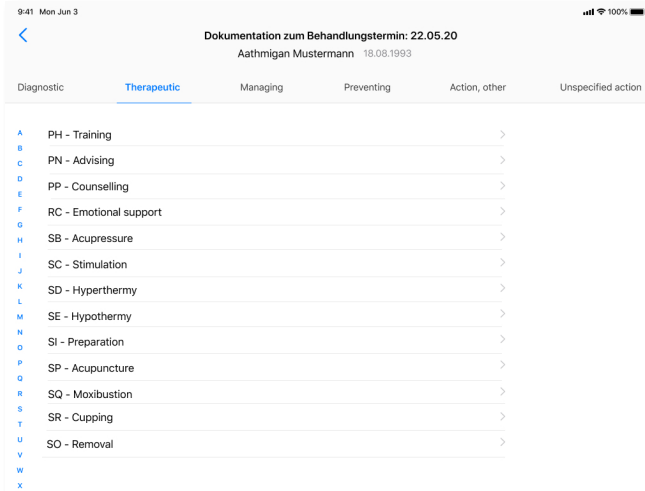 9:41 Mon Jun 3 100%
Dokumentation zum Behandlungstermin: 22.05.20
Aathmigan Mustermann 18.08.1993
Diagnostic Therapeutic Managing Preventing Action, other Unspecified action
A
PH - Training
B
PN - Advising
C
D
PP - Counselling
E
F
RC - Emotional support
G
H
SB - Acupressure
I
SC - Stimulation
J
K
SD - Hyperthermy
L
M
SE - Hypothermy
N
SI - Preparation
O
P
SP - Acupuncture
Q
R
SQ - Moxibustion
S
SR - Cupping
T
U
SO - Removal
V
W
X